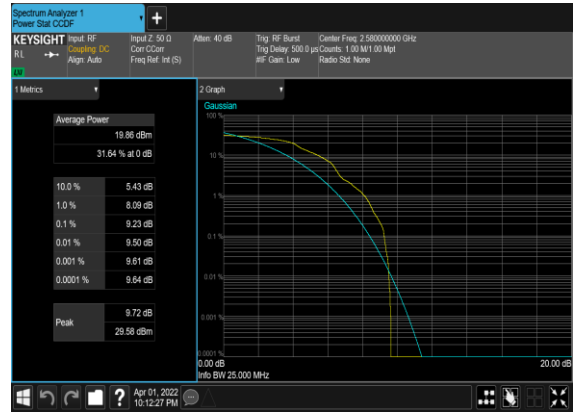 Spectrum Analyzer 1
Power Stat CCDF
KEYSIGHT Input: RF Input Z: 50 Ω Atten: 40 dB Trig: RF Burst Center Freq: 2.580000000 GHz
RL Coupling: DC Corr CCorr Trig Delay: 500.0 µs Counts: 1.00 M/1.00 Mpt
Align: Auto Freq Ref: Int (S) #IF Gain: Low Radio Std: None
1 Metrics
2 Graph
Average Power
19.86 dBm
31.64 % at 0 dB
10.0 % 5.43 dB
1.0 % 8.09 dB
0.1 % 9.23 dB
0.01 % 9.50 dB
0.001 % 9.61 dB
0.0001 % 9.64 dB
Peak 9.72 dB
29.58 dBm
Gaussian
100 %
10 %
1 %
0.1 %
0.01 %
0.001 %
0.0001 %
0.00 dB 20.00 dB
Info BW 25.000 MHz
? Apr 01, 2022
10:12:27 PM